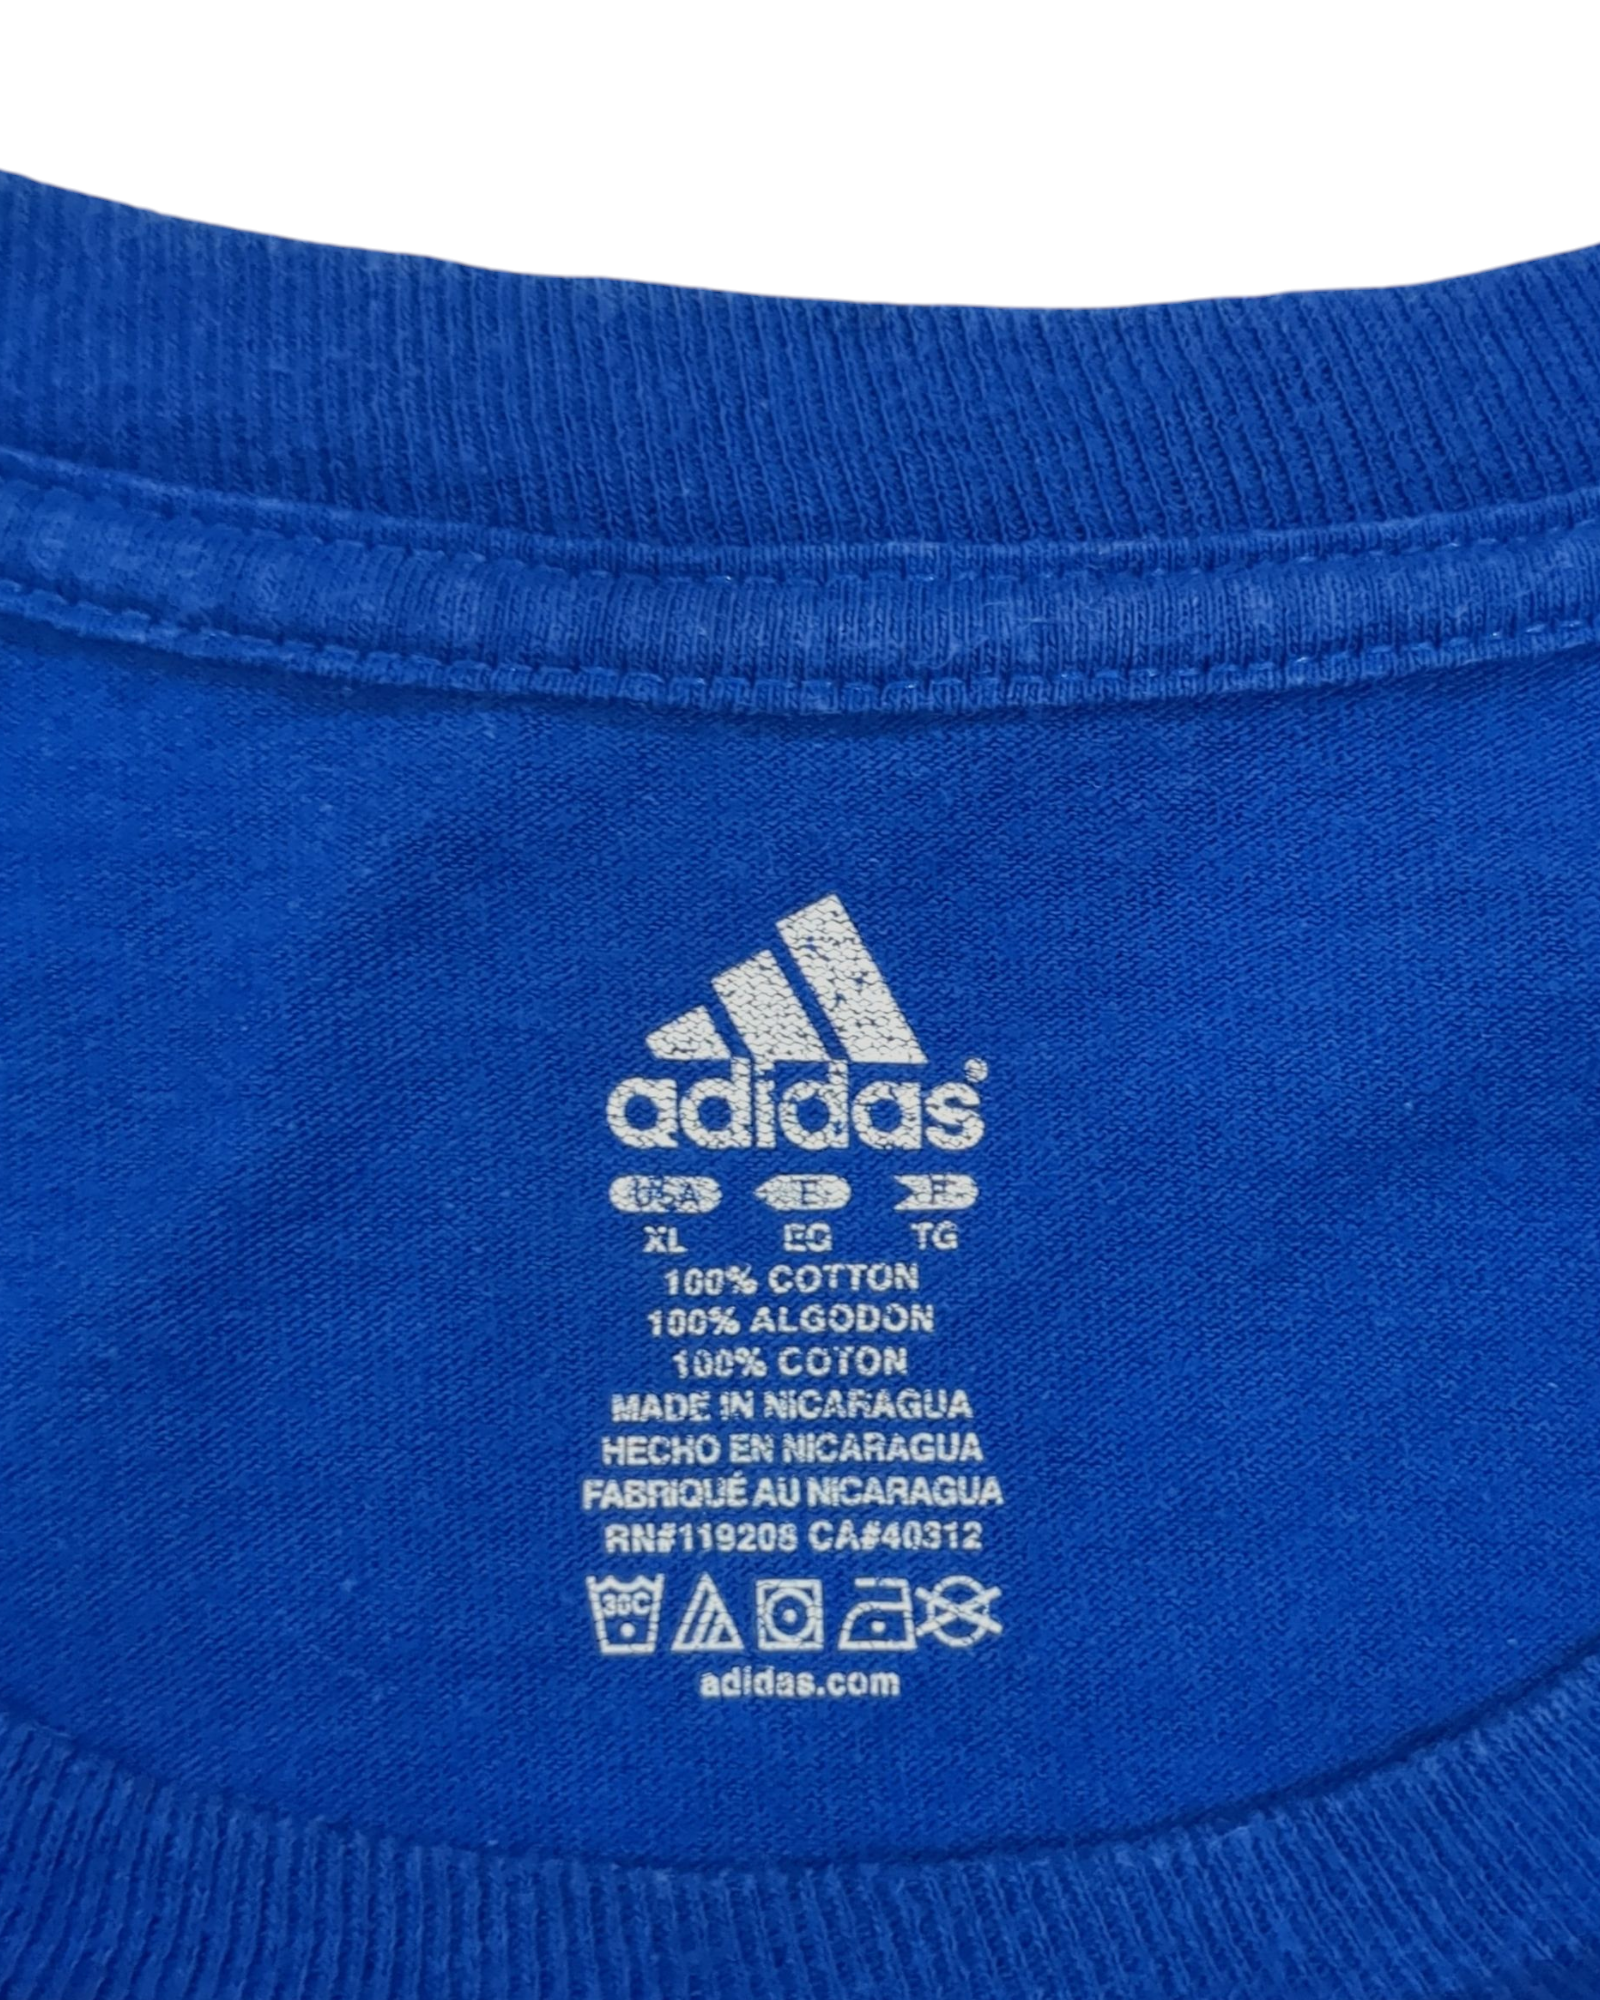 adidas®
USA E F
XL EG TG
100% COTTON
100% ALGODON
100% COTON
MADE IN NICARAGUA
HECHO EN NICARAGUA
FABRIQUÉ AU NICARAGUA
RN#119208 CA#40312
30C
adidas.com